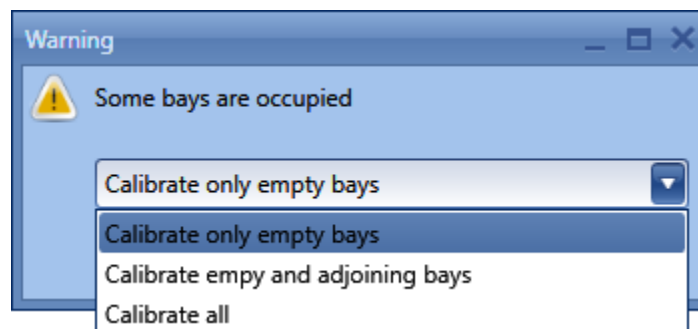 Warning
Some bays are occupied
Calibrate only empty bays
Calibrate only empty bays
Calibrate empy and adjoining bays
Calibrate all